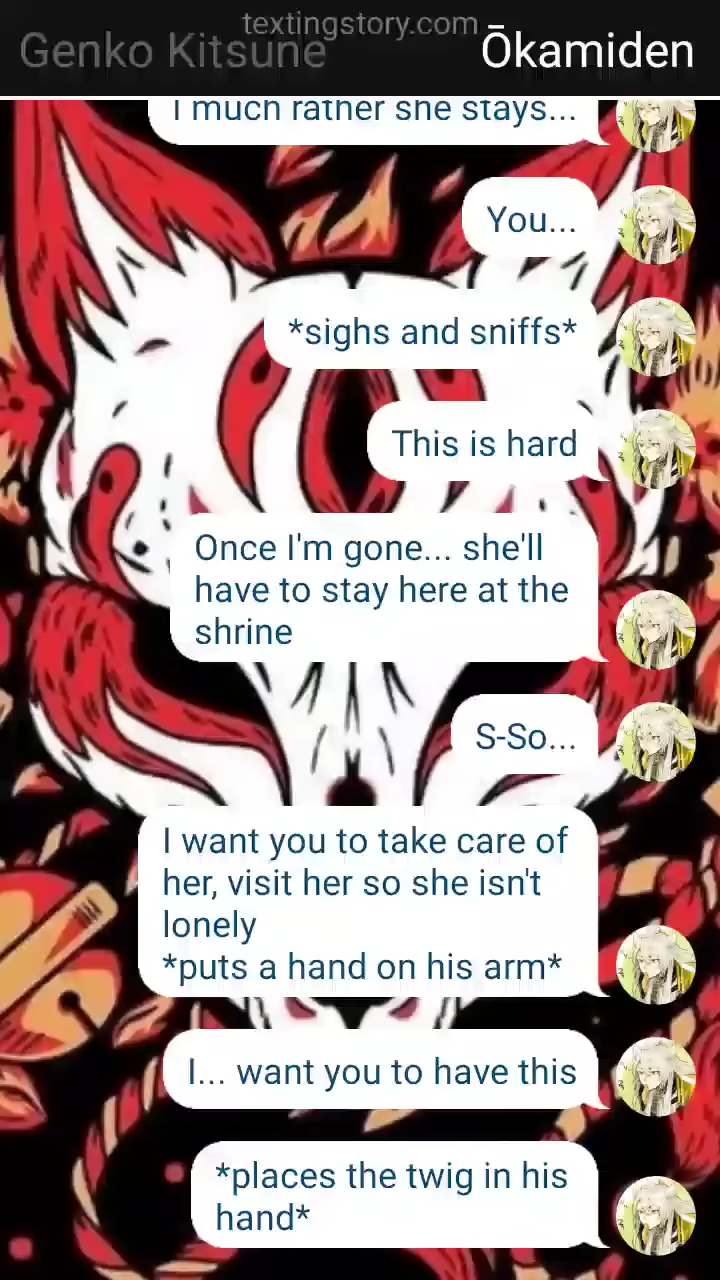 textingstory.com
Genko Kitsune
Ōkamiden
I much rather she stays...
You...
*sighs and sniffs*
This is hard
Once I'm gone... she'll
have to stay here at the
shrine
S-So...
I want you to take care of
her, visit her so she isn't
lonely
*puts a hand on his arm*
I... want you to have this
*places the twig in his
hand*